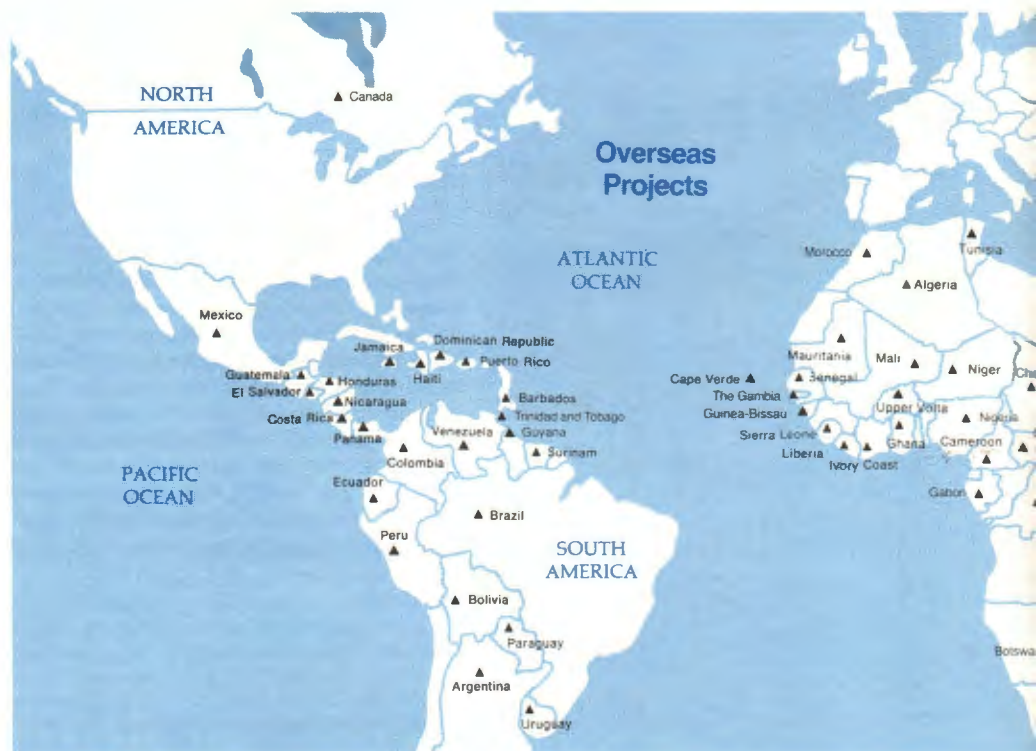 NORTH
AMERICA
Canada
Overseas
Projects
ATLANTIC
OCEAN
Morocco
Tunisia
Algeria
Mexico
Jamaica
Dominican Republic
Haiti
Puerto Rico
Guatemala
Honduras
El Salvador
Nicaragua
Barbados
Costa Rica
Trinidad and Tobago
Panama
Venezuela
Guyana
Colombia
Surinam
Mauritania
Mali
Niger
Cha
Cape Verde
Senegal
The Gambia
Upper Volta
Guinea-Bissau
Nigeria
Sierra Leone
Ghana
Cameroon
Liberia
Ivory Coast
Gabon
PACIFIC
OCEAN
Ecuador
Brazil
Peru
SOUTH
AMERICA
Bolivia
Paraguay
Botswa
Argentina
Uruguay